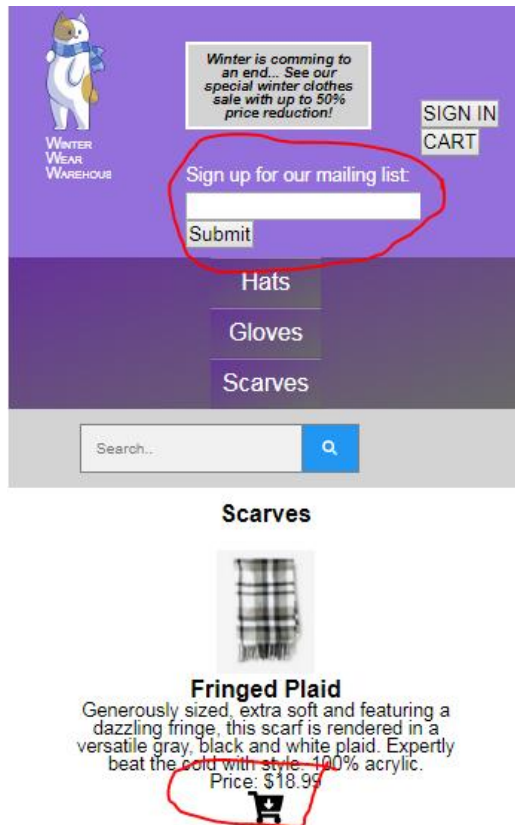 Winter is comming to
an end... See our
special winter clothes
sale with up to 50%
price reduction!
SIGN IN
CART
WINTER
WEAR
WAREHOUS
Sign up for our mailing list:
Submit
Hats
Gloves
Scarves
Search..
Scarves
Fringed Plaid
Generously sized, extra soft and featuring a
dazzling fringe, this scarf is rendered in a
versatile gray, black and white plaid. Expertly
beat the cold with style. 100% acrylic.
Price: $18.99